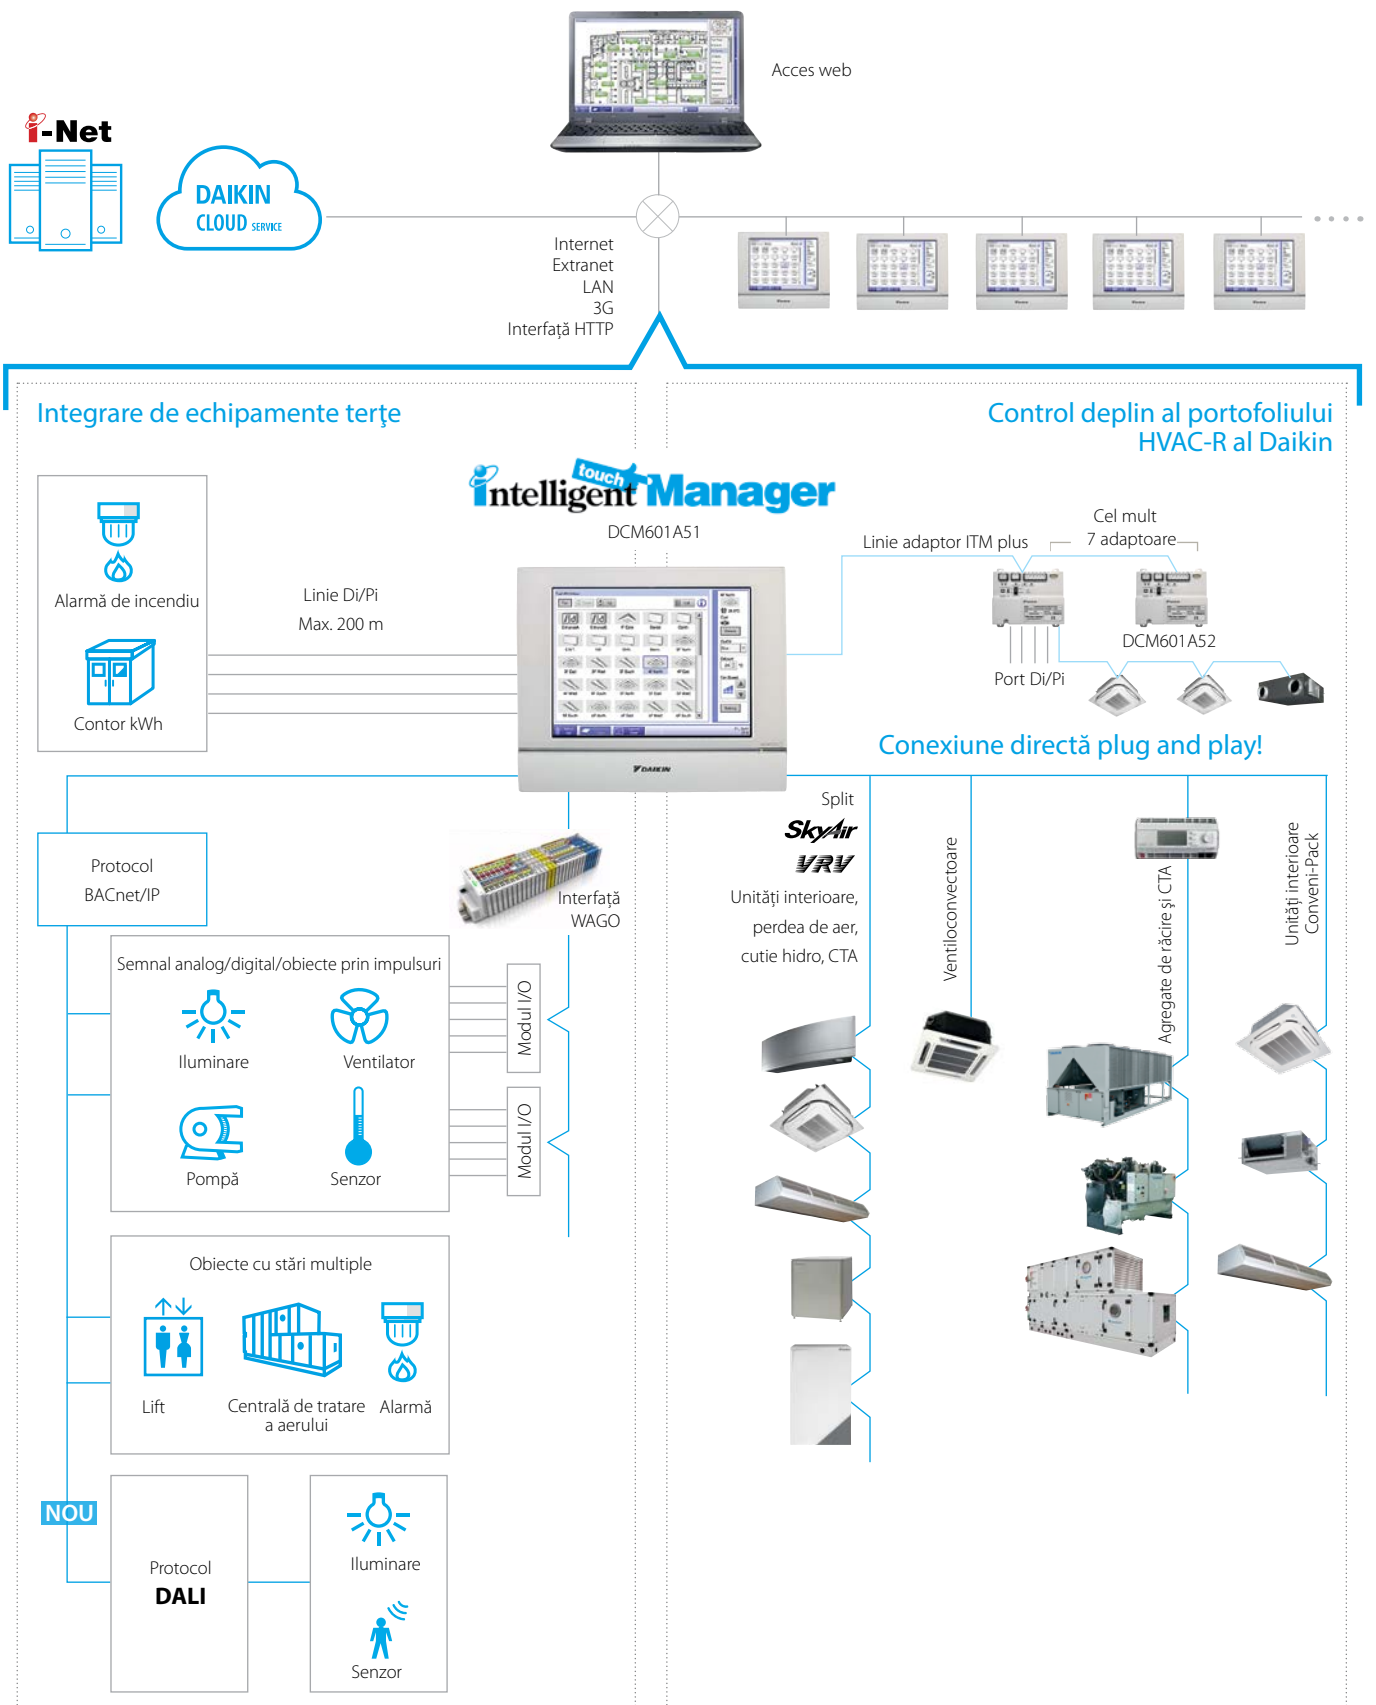 Acces web
i-Net
DAIKIN
CLOUD SERVICE
Internet
Extranet
LAN
3G
Interfaţă HTTP
Integrare de echipamente terţe
Control deplin al portofoliului
HVAC-R al Daikin
intelligent touch Manager
DCM601A51
Cel mult
7 adaptoare
Linie adaptor ITM plus
Alarmă de incendiu
Linie Di/Pi
Max. 200 m
DCM601A52
Port Di/Pi
Contor kWh
DAIKIN
Conexiune directă plug and play!
Split
SkyAir
VRV
Unităţi interioare,
perdea de aer,
cutie hidro, CTA
Ventiloconvectoare
Agregate de răcire şi CTA
Unităţi interioare
Conveni-Pack
Protocol
BACnet/IP
Interfaţă
WAGO
Semnal analog/digital/obiecte prin impulsuri
Iluminare
Ventilator
Modul I/O
Pompă
Senzor
Modul I/O
Obiecte cu stări multiple
Lift
Centrală de tratare
a aerului
Alarmă
NOU
Protocol
DALI
Iluminare
Senzor